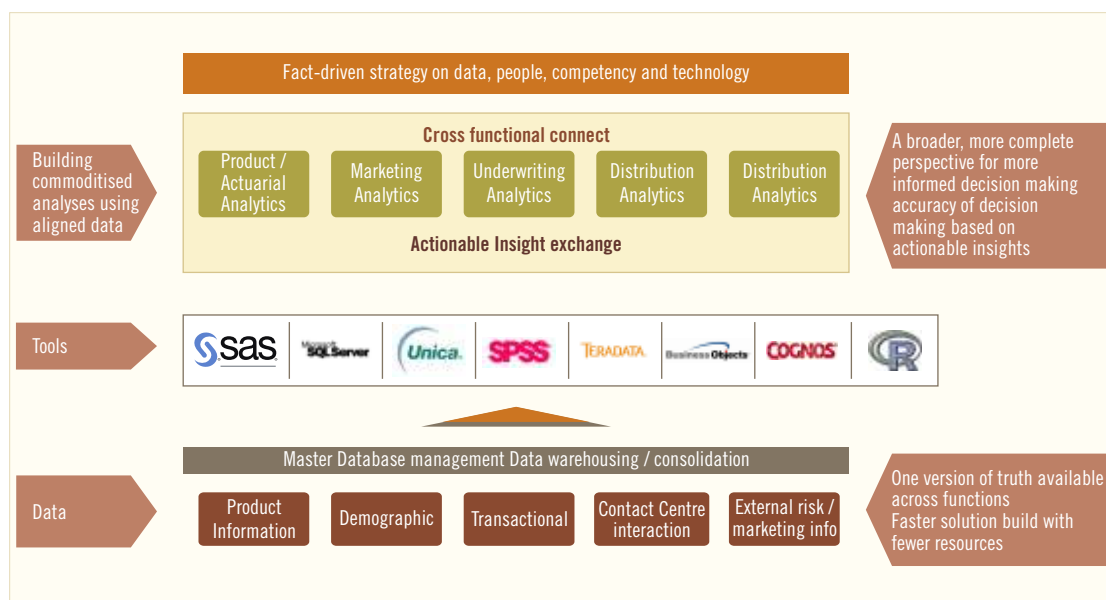 Fact-driven strategy on data, people, competency and technology
Building
commoditised
analyses using
aligned data
Cross functional connect
Product /
Actuarial
Analytics
Marketing
Analytics
Underwriting
Analytics
Distribution
Analytics
Distribution
Analytics
Actionable Insight exchange
A broader, more complete
perspective for more
informed decision making
accuracy of decision
making based on
actionable insights
Tools
sas
Microsoft
SQL Server
Unica
SPSS
TERADATA
Business Objects
COGNOS
R
Master Database management Data warehousing / consolidation
Data
Product
Information
Demographic
Transactional
Contact Centre
interaction
External risk /
marketing info
One version of truth available
across functions
Faster solution build with
fewer resources